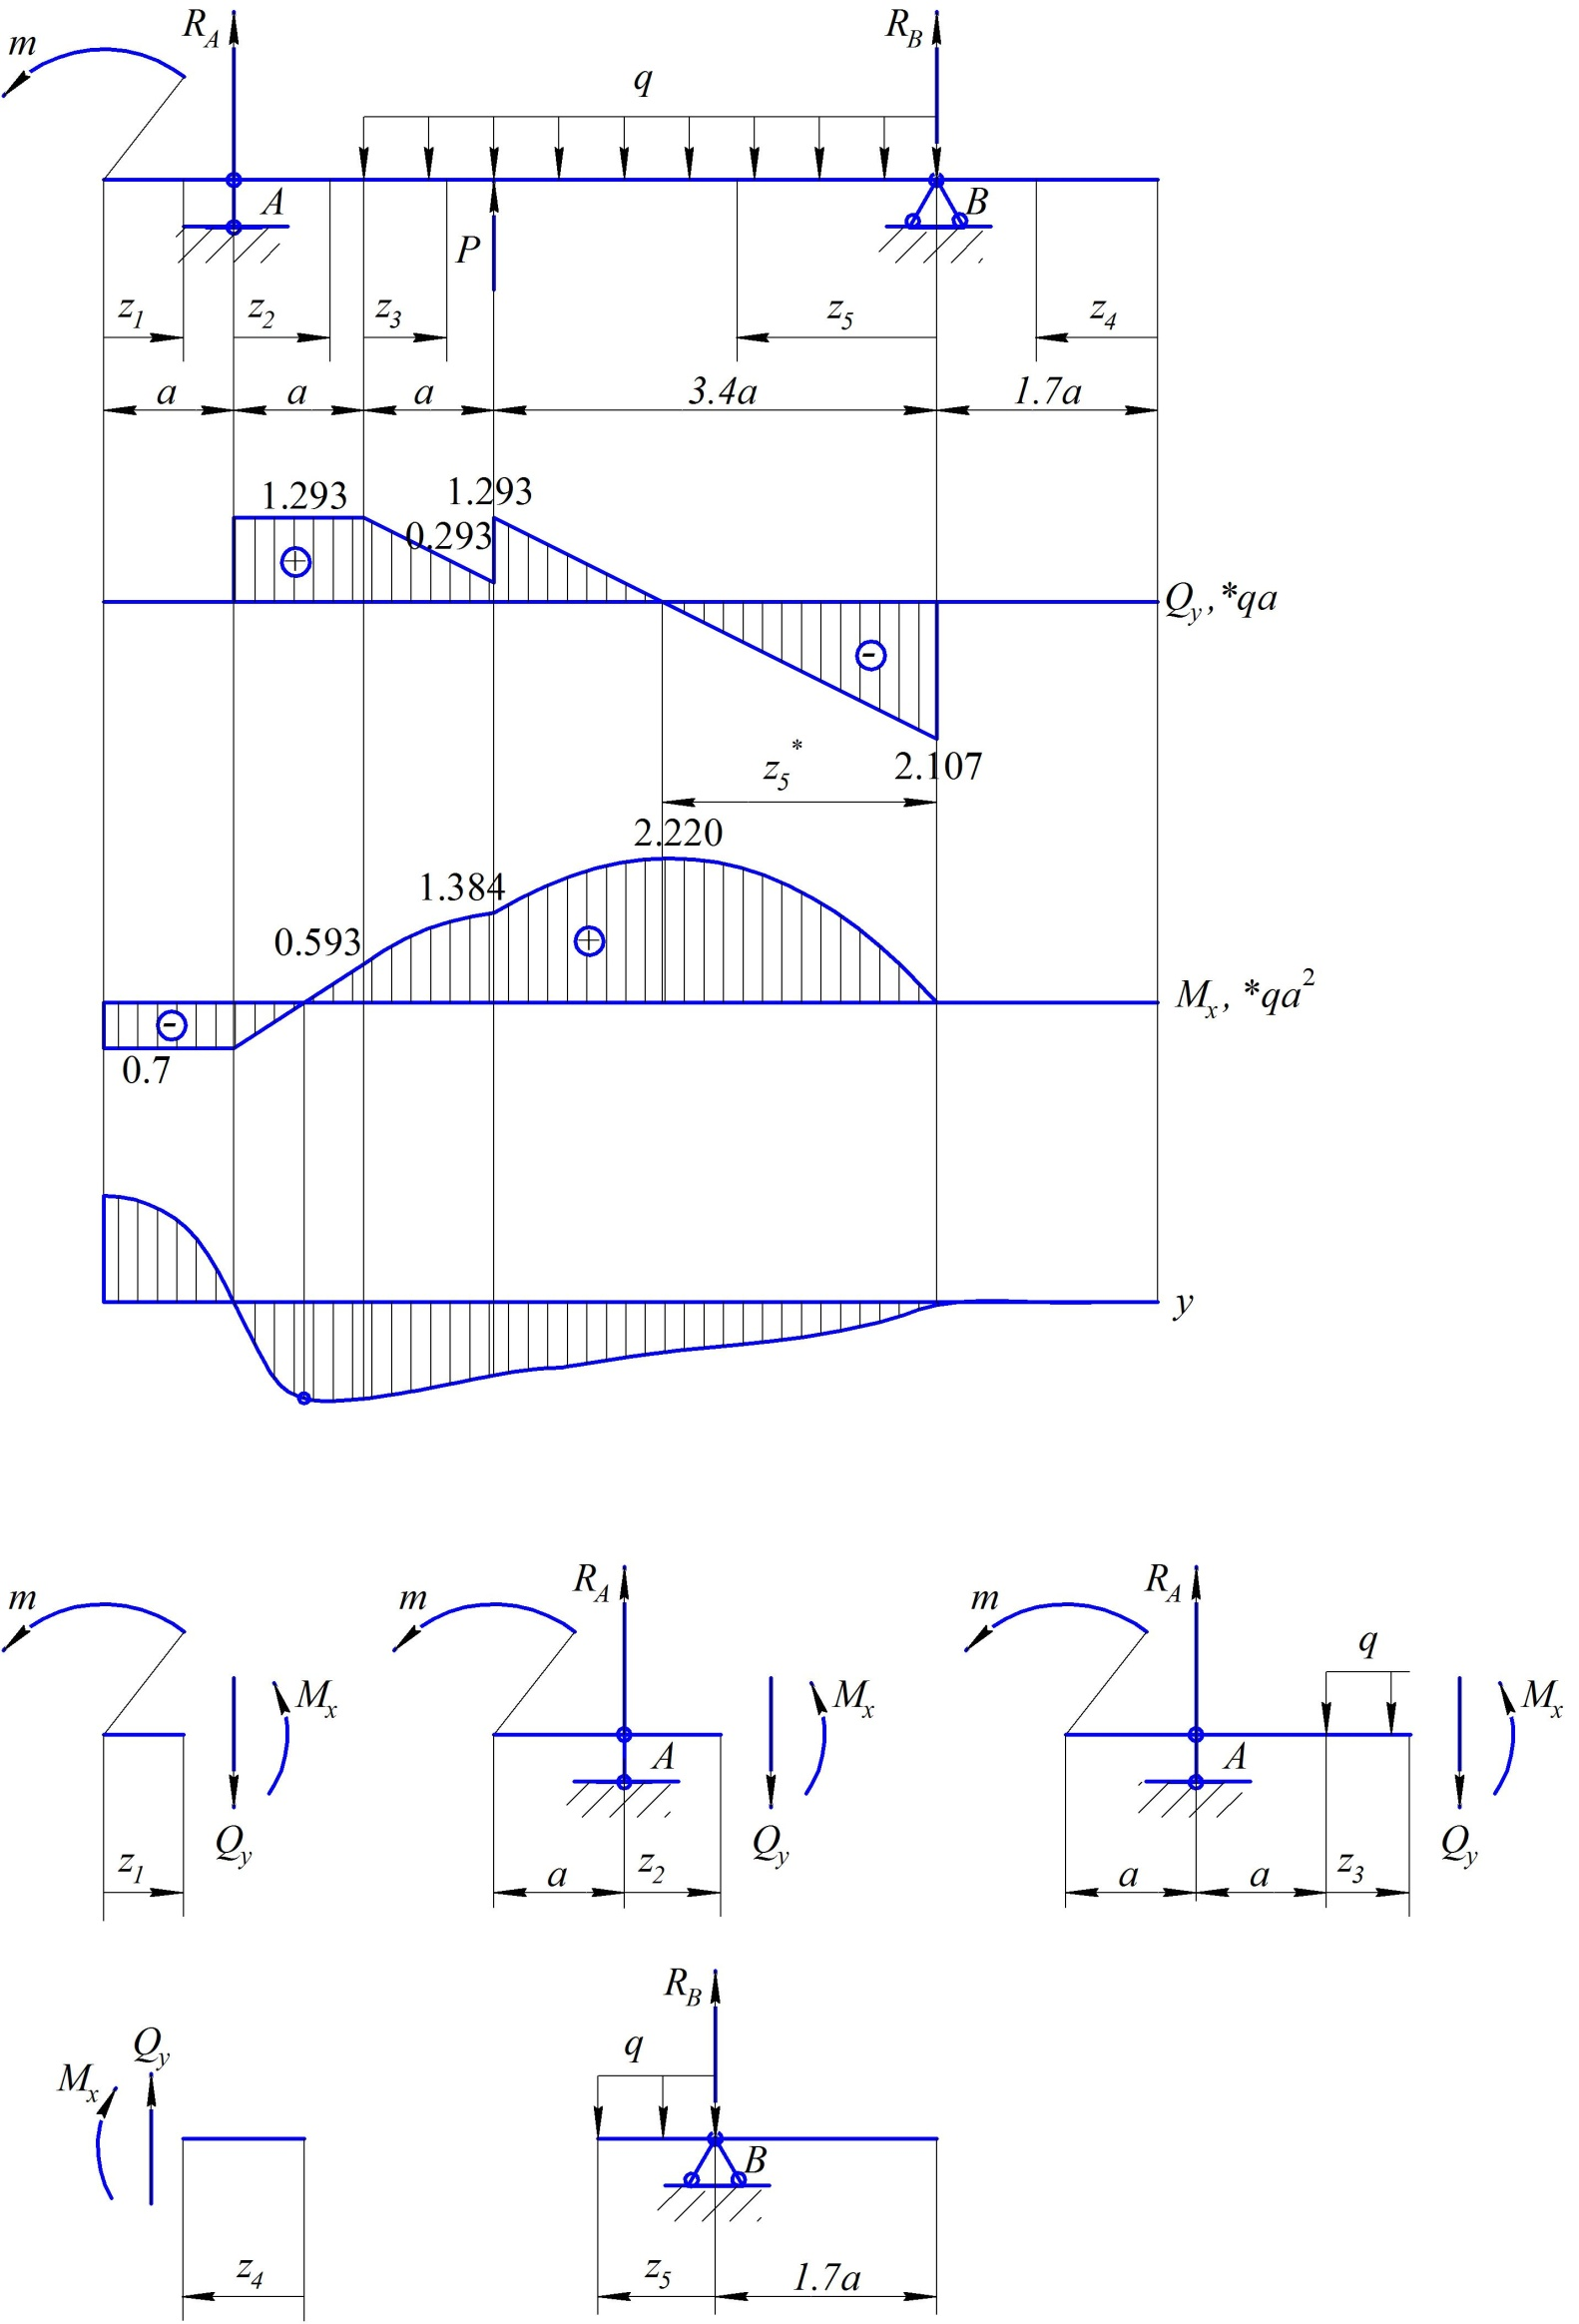 R_A
R_B
m
q
A
B
P
z_1
z_2
z_3
z_5
z_4
a
a
a
3.4a
1.7a
1.293
1.293
0.293
+
Q_y, *qa
-
z_5*
2.107
2.220
1.384
0.593
+
M_x, *qa²
-
0.7
y
m
R_A
m
R_A
m
q
M_x
M_x
M_x
A
A
Q_y
Q_y
Q_y
z_1
a
z_2
a
a
z_3
R_B
Q_y
q
M_x
B
z_4
z_5
1.7a